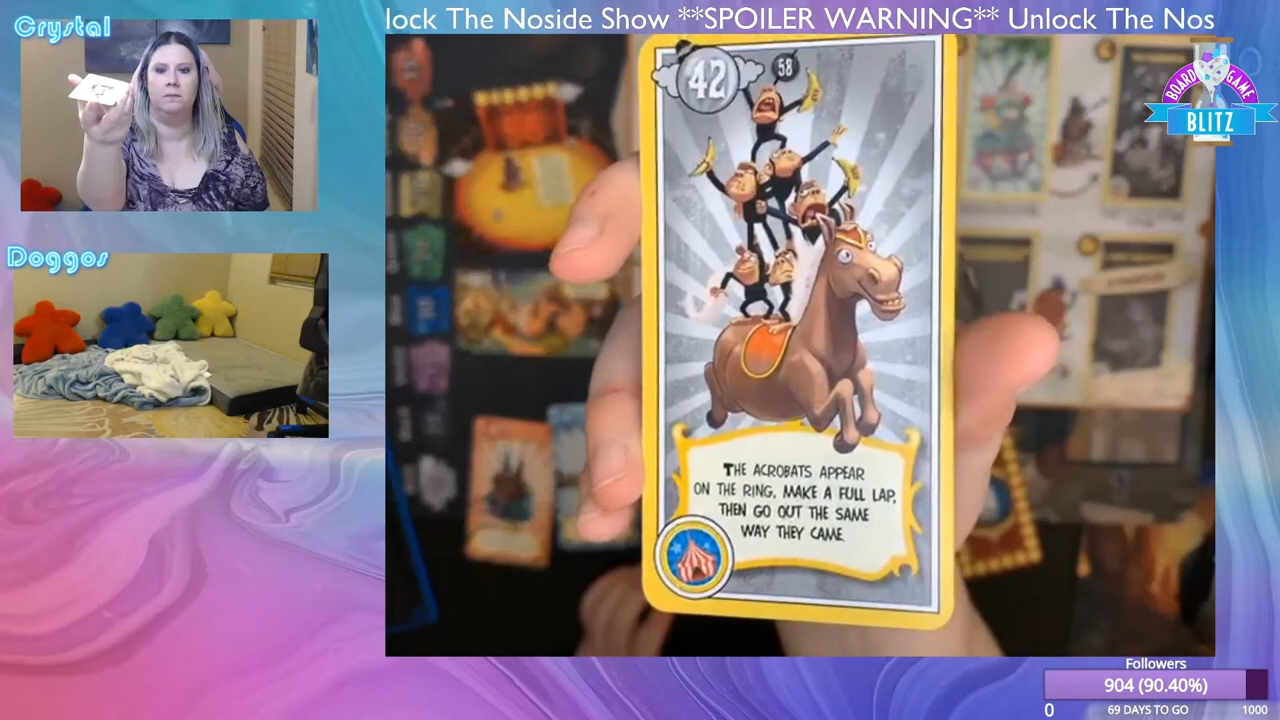 Crystal
lock The Noside Show **SPOILER WARNING** Unlock The Nos
42
58
BOARD GAME
BLITZ
Doggos
THE ACROBATS APPEAR
ON THE RING, MAKE A FULL LAP,
THEN GO OUT THE SAME
WAY THEY CAME.
Followers
904 (90.40%)
0
69 DAYS TO GO
1000